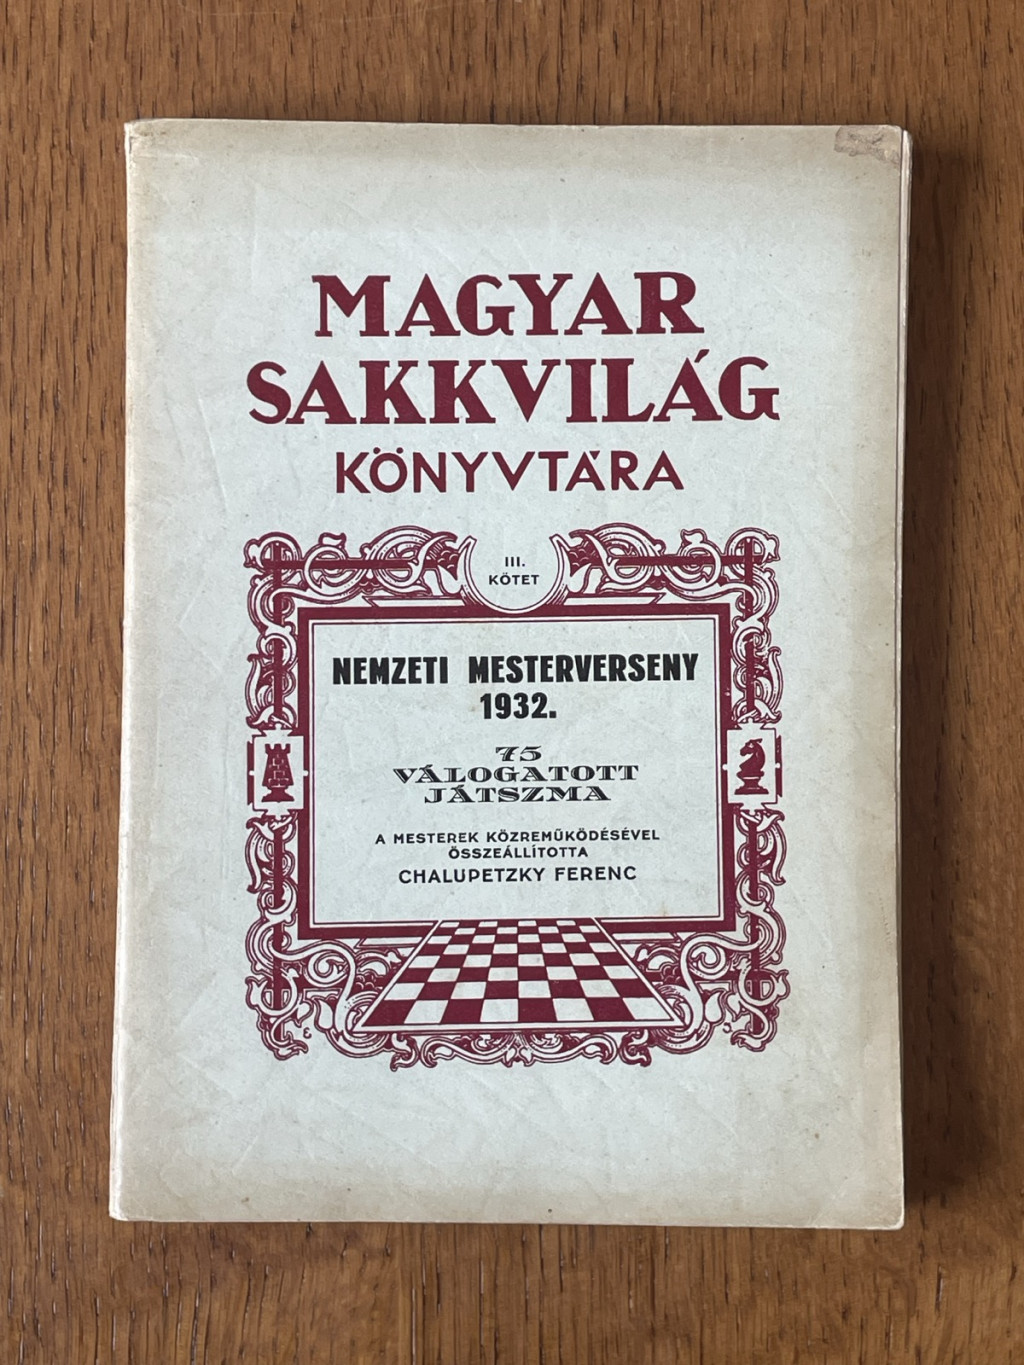 MAGYAR
SAKKVILÁG
KÖNYVTÁRA
III.
KÖTET
NEMZETI MESTERVERSENY
1932.
75
VÁLOGATOTT
JÁTSZMA
A MESTEREK KÖZREMŰKÖDÉSÉVEL
ÖSSZEÁLLÍTOTTA
CHALUPETZKY FERENC